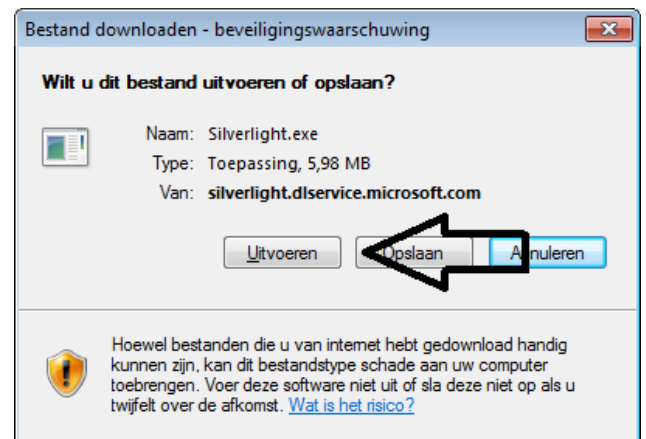 Bestand downloaden - beveiligingswaarschuwing
Wilt u dit bestand uitvoeren of opslaan?
Naam: Silverlight.exe
Type: Toepassing, 5,98 MB
Van: silverlight.dlservice.microsoft.com
Uitvoeren Opslaan Annuleren
Hoewel bestanden die u van internet hebt gedownload handig
kunnen zijn, kan dit bestandstype schade aan uw computer
toebrengen. Voer deze software niet uit of sla deze niet op als u
twijfelt over de afkomst. Wat is het risico?